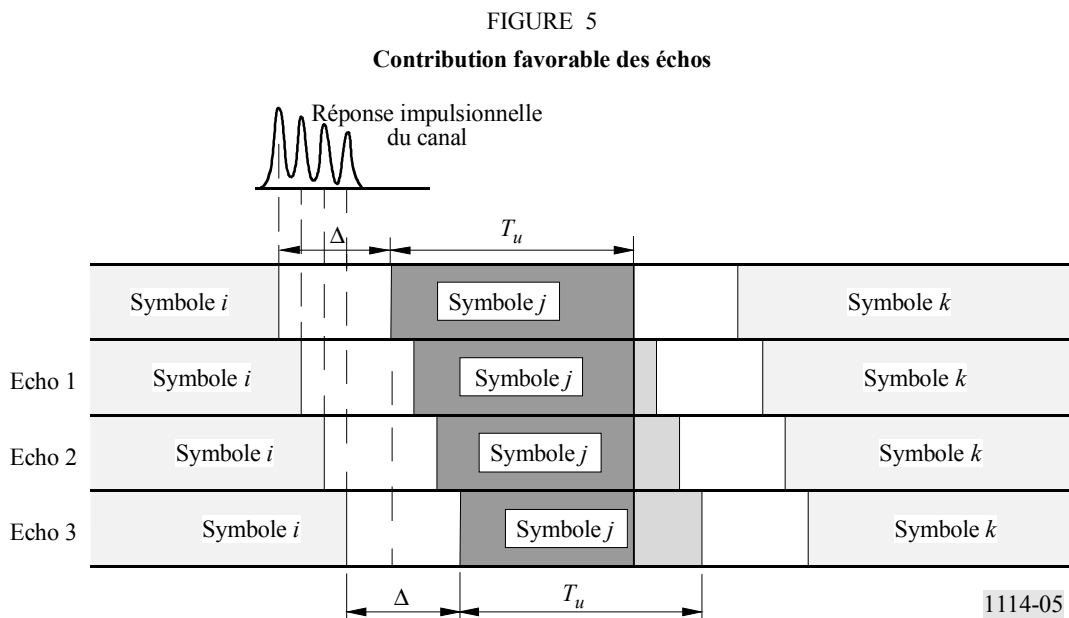 FIGURE 5
Contribution favorable des échos
Réponse impulsionnelle
du canal
Δ
T_u
Symbole i
Symbole j
Symbole k
Echo 1
Symbole i
Symbole j
Symbole k
Echo 2
Symbole i
Symbole j
Symbole k
Echo 3
Symbole i
Symbole j
Symbole k
Δ
T_u
1114-05